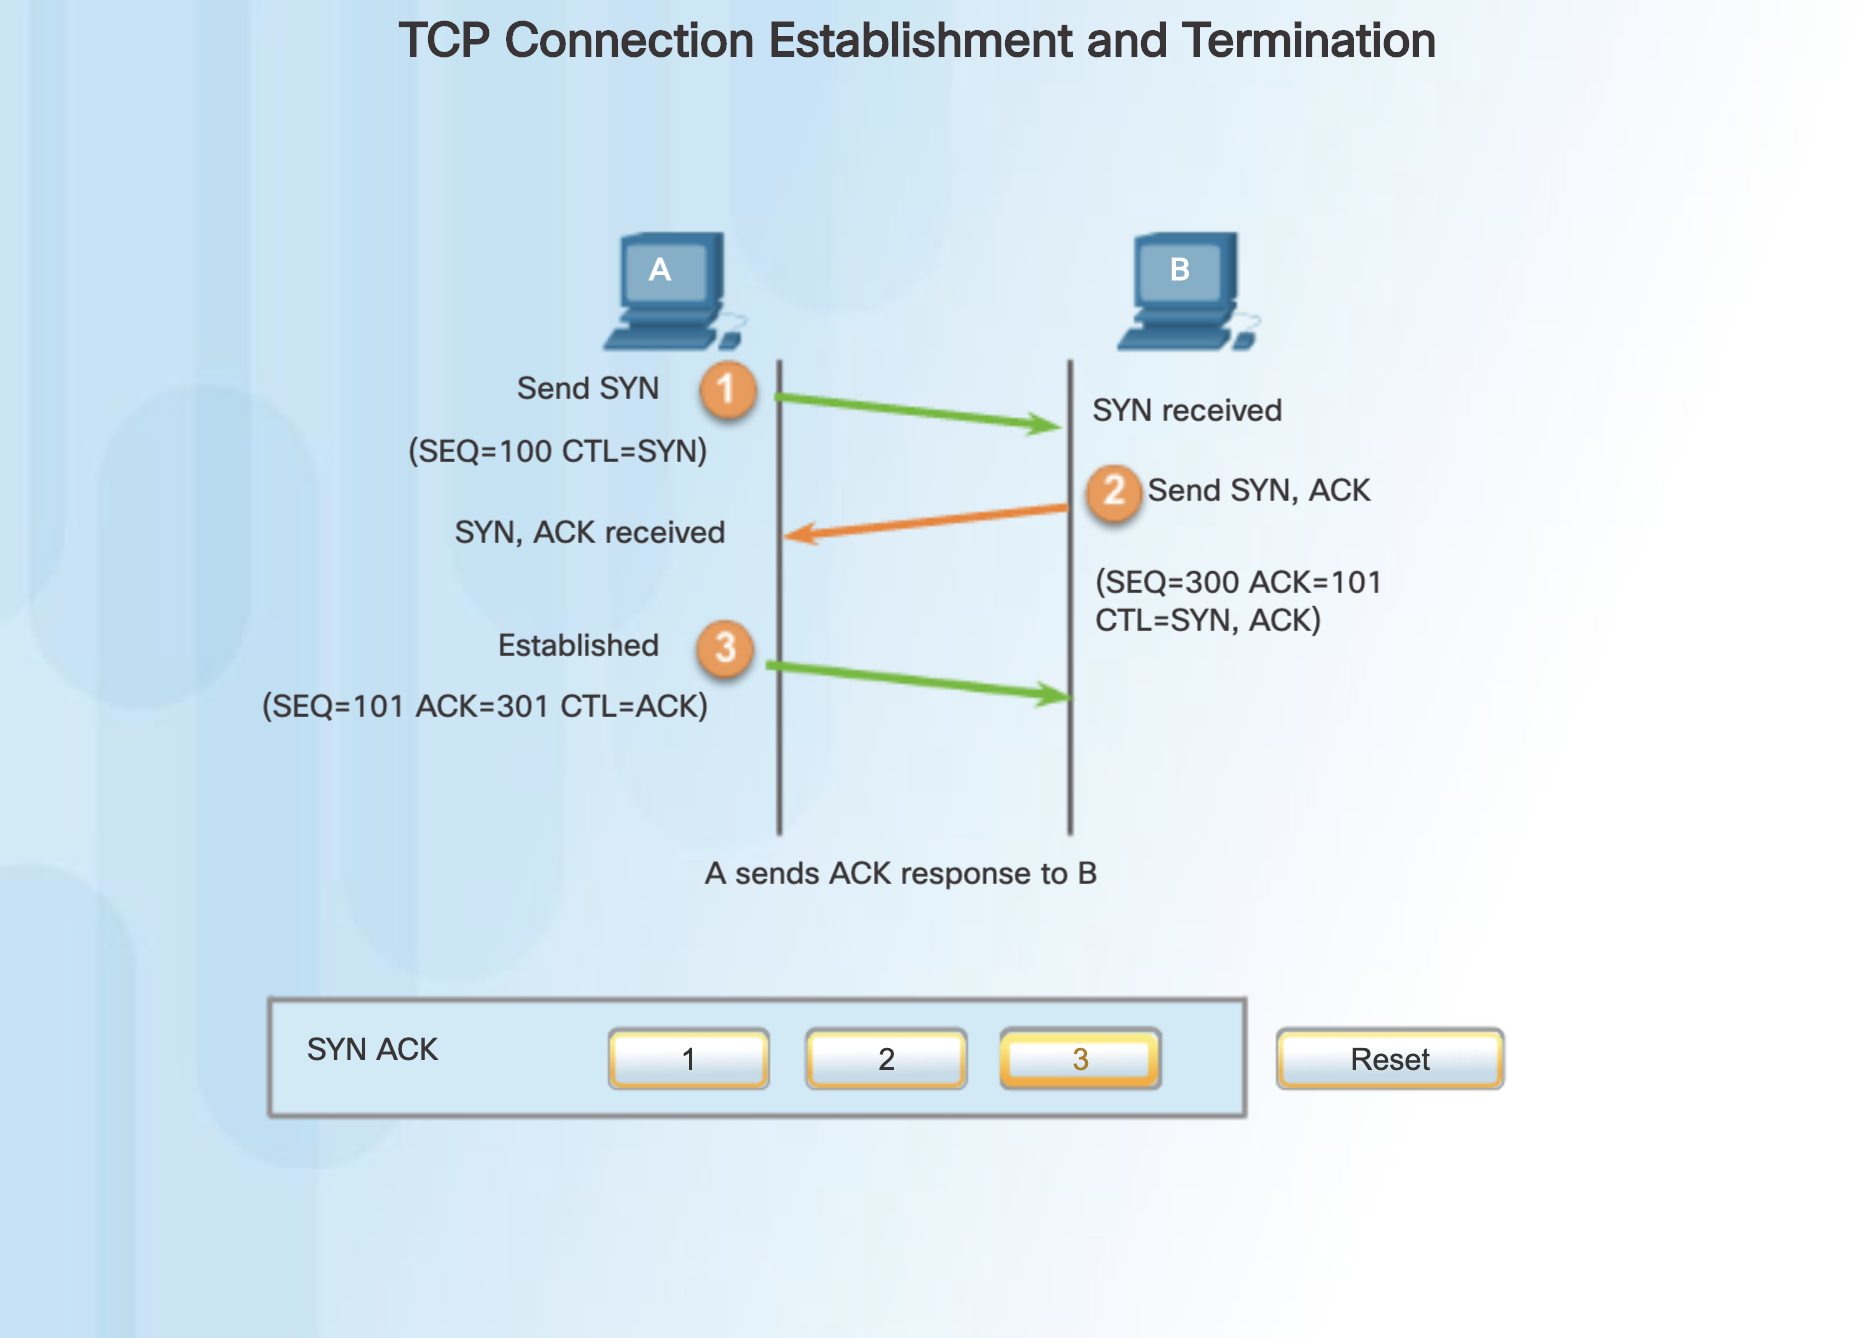 TCP Connection Establishment and Termination
A
B
Send SYN
1
SYN received
(SEQ=100 CTL=SYN)
2
Send SYN, ACK
SYN, ACK received
(SEQ=300 ACK=101
CTL=SYN, ACK)
Established
3
(SEQ=101 ACK=301 CTL=ACK)
A sends ACK response to B
SYN ACK
1
2
3
Reset